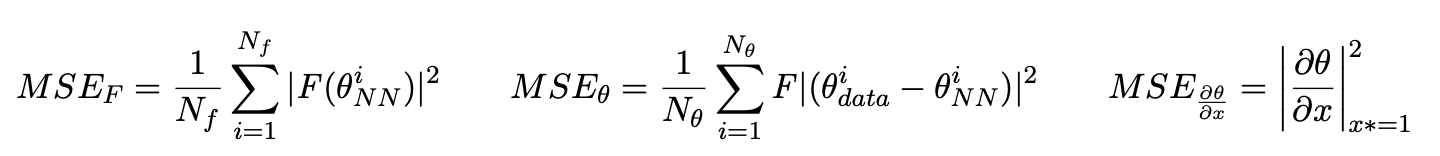 $MSE_F = \frac{1}{N_f} \sum_{i=1}^{N_f} |F(\theta_{NN}^i)|^2 \qquad MSE_\theta = \frac{1}{N_\theta} \sum_{i=1}^{N_\theta} F|(\theta_{data}^i - \theta_{NN}^i)|^2 \qquad MSE_{\frac{\partial \theta}{\partial x}} = \left| \frac{\partial \theta}{\partial x} \right|_{x*=1}^2$